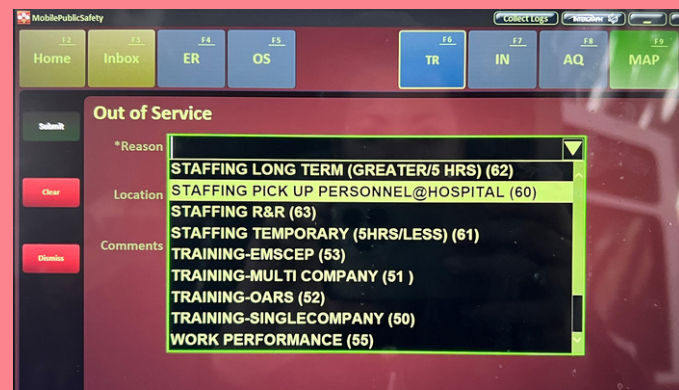 MobilePublicSafety
Collect Logs
INTERGRAPH
F2
Home
F3
Inbox
F4
ER
F5
OS
F6
TR
F7
IN
F8
AQ
F9
MAP
Submit
Clear
Dismiss
Out of Service
*Reason
Location
Comments
STAFFING LONG TERM (GREATER/5 HRS) (62)
STAFFING PICK UP PERSONNEL@HOSPITAL (60)
STAFFING R&R (63)
STAFFING TEMPORARY (5HRS/LESS) (61)
TRAINING-EMSCEP (53)
TRAINING-MULTI COMPANY (51 )
TRAINING-OARS (52)
TRAINING-SINGLECOMPANY (50)
WORK PERFORMANCE (55)